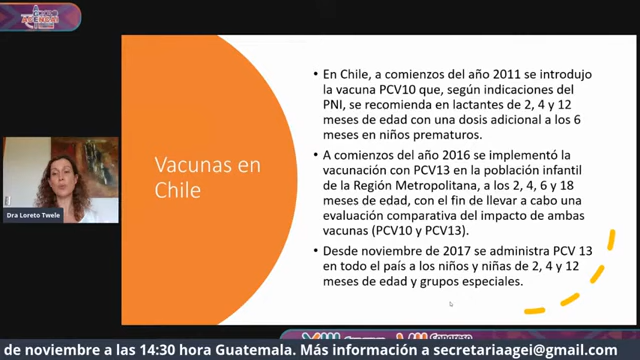 Vacunas en
Chile
• En Chile, a comienzos del año 2011 se introdujo
la vacuna PCV10 que, según indicaciones del
PNI, se recomienda en lactantes de 2, 4 y 12
meses de edad con una dosis adicional a los 6
meses en niños prematuros.
• A comienzos del año 2016 se implementó la
vacunación con PCV13 en la población infantil
de la Región Metropolitana, a los 2, 4, 6 y 18
meses de edad, con el fin de llevar a cabo una
evaluación comparativa del impacto de ambas
vacunas (PCV10 y PCV13).
• Desde noviembre de 2017 se administra PCV 13
en todo el país a los niños y niñas de 2, 4 y 12
meses de edad y grupos especiales.
Dra Loreto Twele
de noviembre a las 14:30 hora Guatemala. Más información a secretariaagei@gmail.com